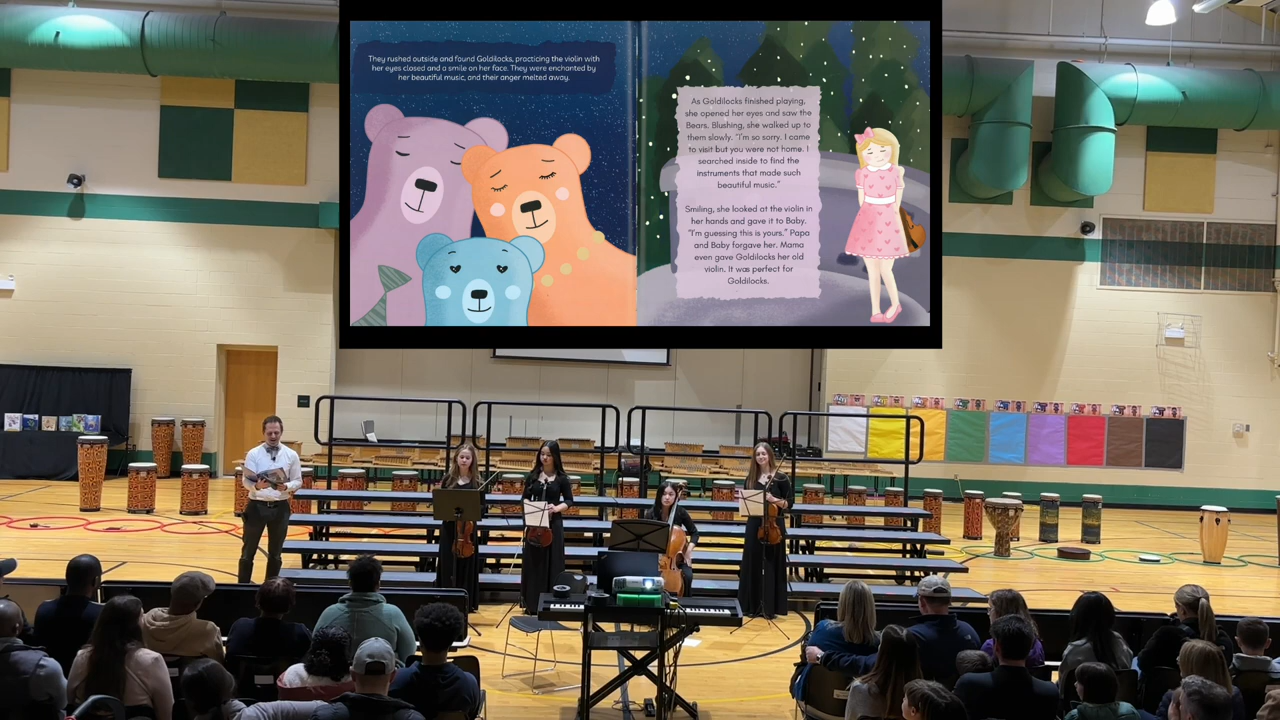 They rushed outside and found Goldilocks, practicing the violin with
her eyes closed and a smile on her face. They were enchanted by
her beautiful music, and their anger melted away.
As Goldilocks finished playing,
she opened her eyes and saw the
Bears. Blushing, she walked up to
them slowly. "I'm so sorry. I came
to visit but you were not home. I
searched inside to find the
instruments that made such
beautiful music."
Smiling, she looked at the violin in
her hands and gave it to Baby.
"I'm guessing this is yours." Papa
and Baby forgave her. Mama
even gave Goldilocks her old
violin. It was perfect for
Goldilocks.